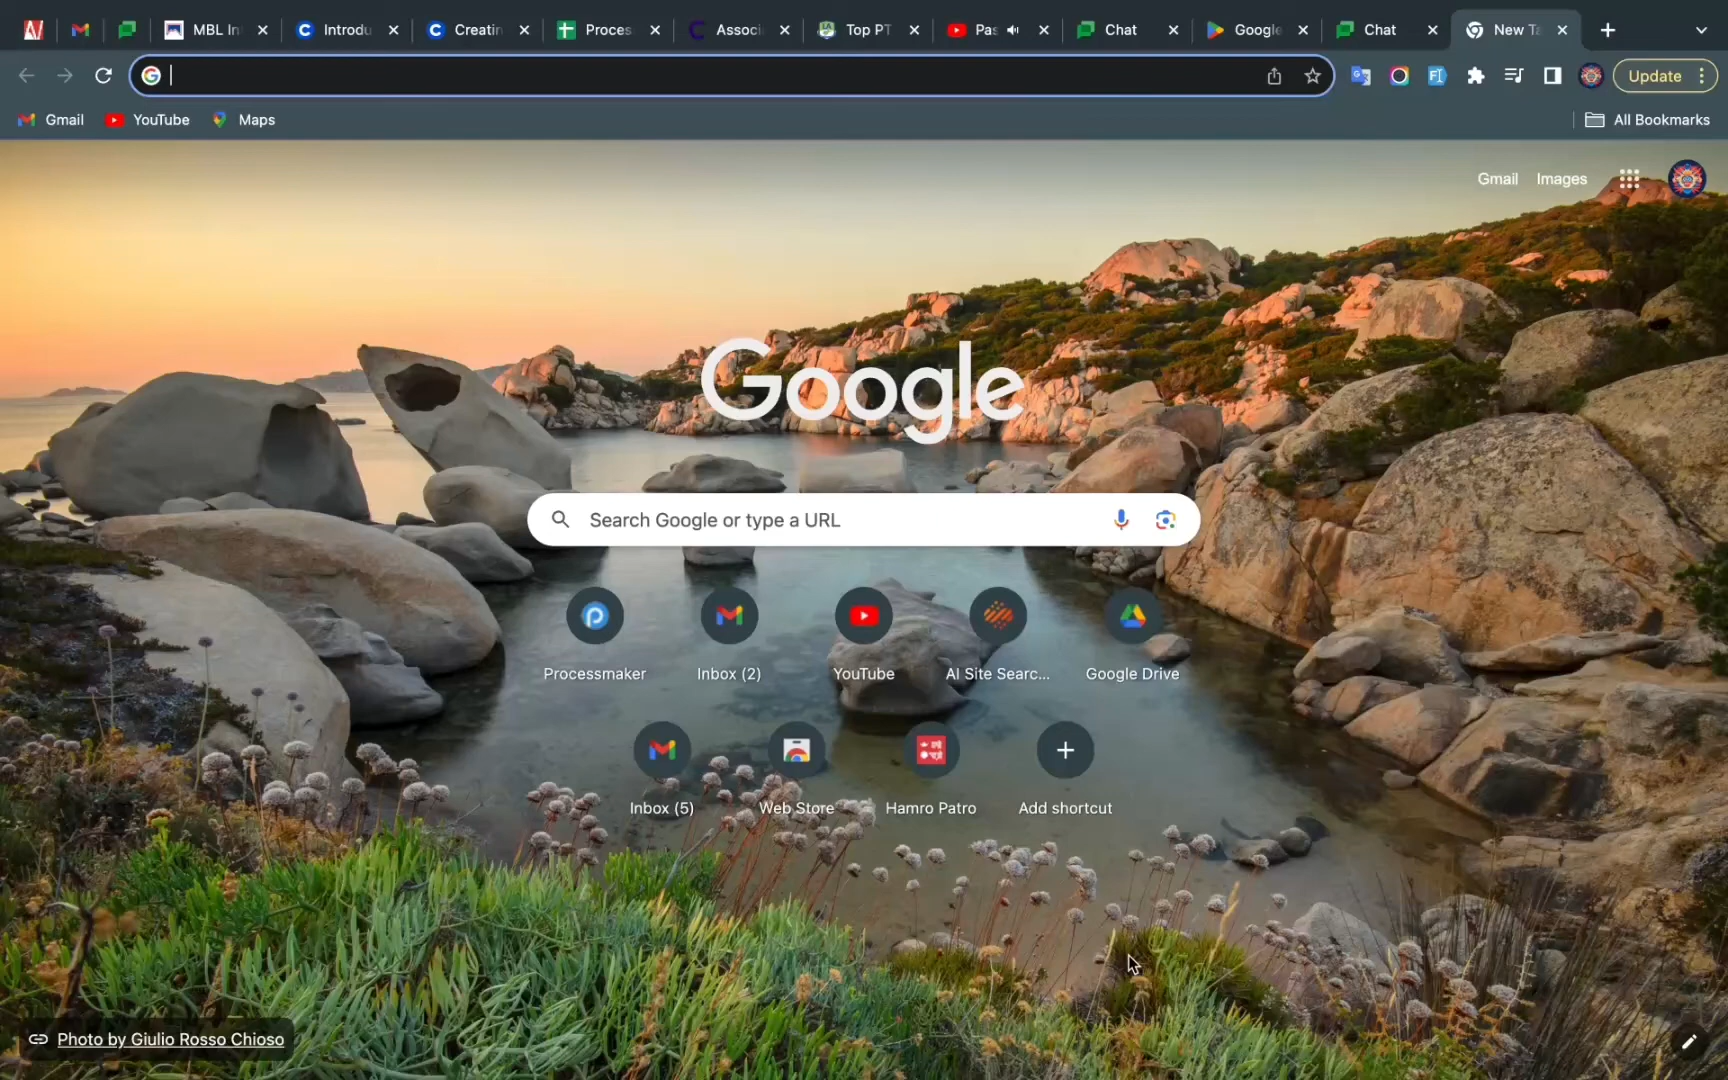 MBL In
Introdu
Creatin
Proces
Associ
Top PT
Pas
Chat
Google
Chat
New Ta
Update
Gmail
YouTube
Maps
All Bookmarks
Gmail
Images
Google
Search Google or type a URL
Processmaker
Inbox (2)
YouTube
AI Site Searc...
Google Drive
Inbox (5)
Web Store
Hamro Patro
Add shortcut
Photo by Giulio Rosso Chioso